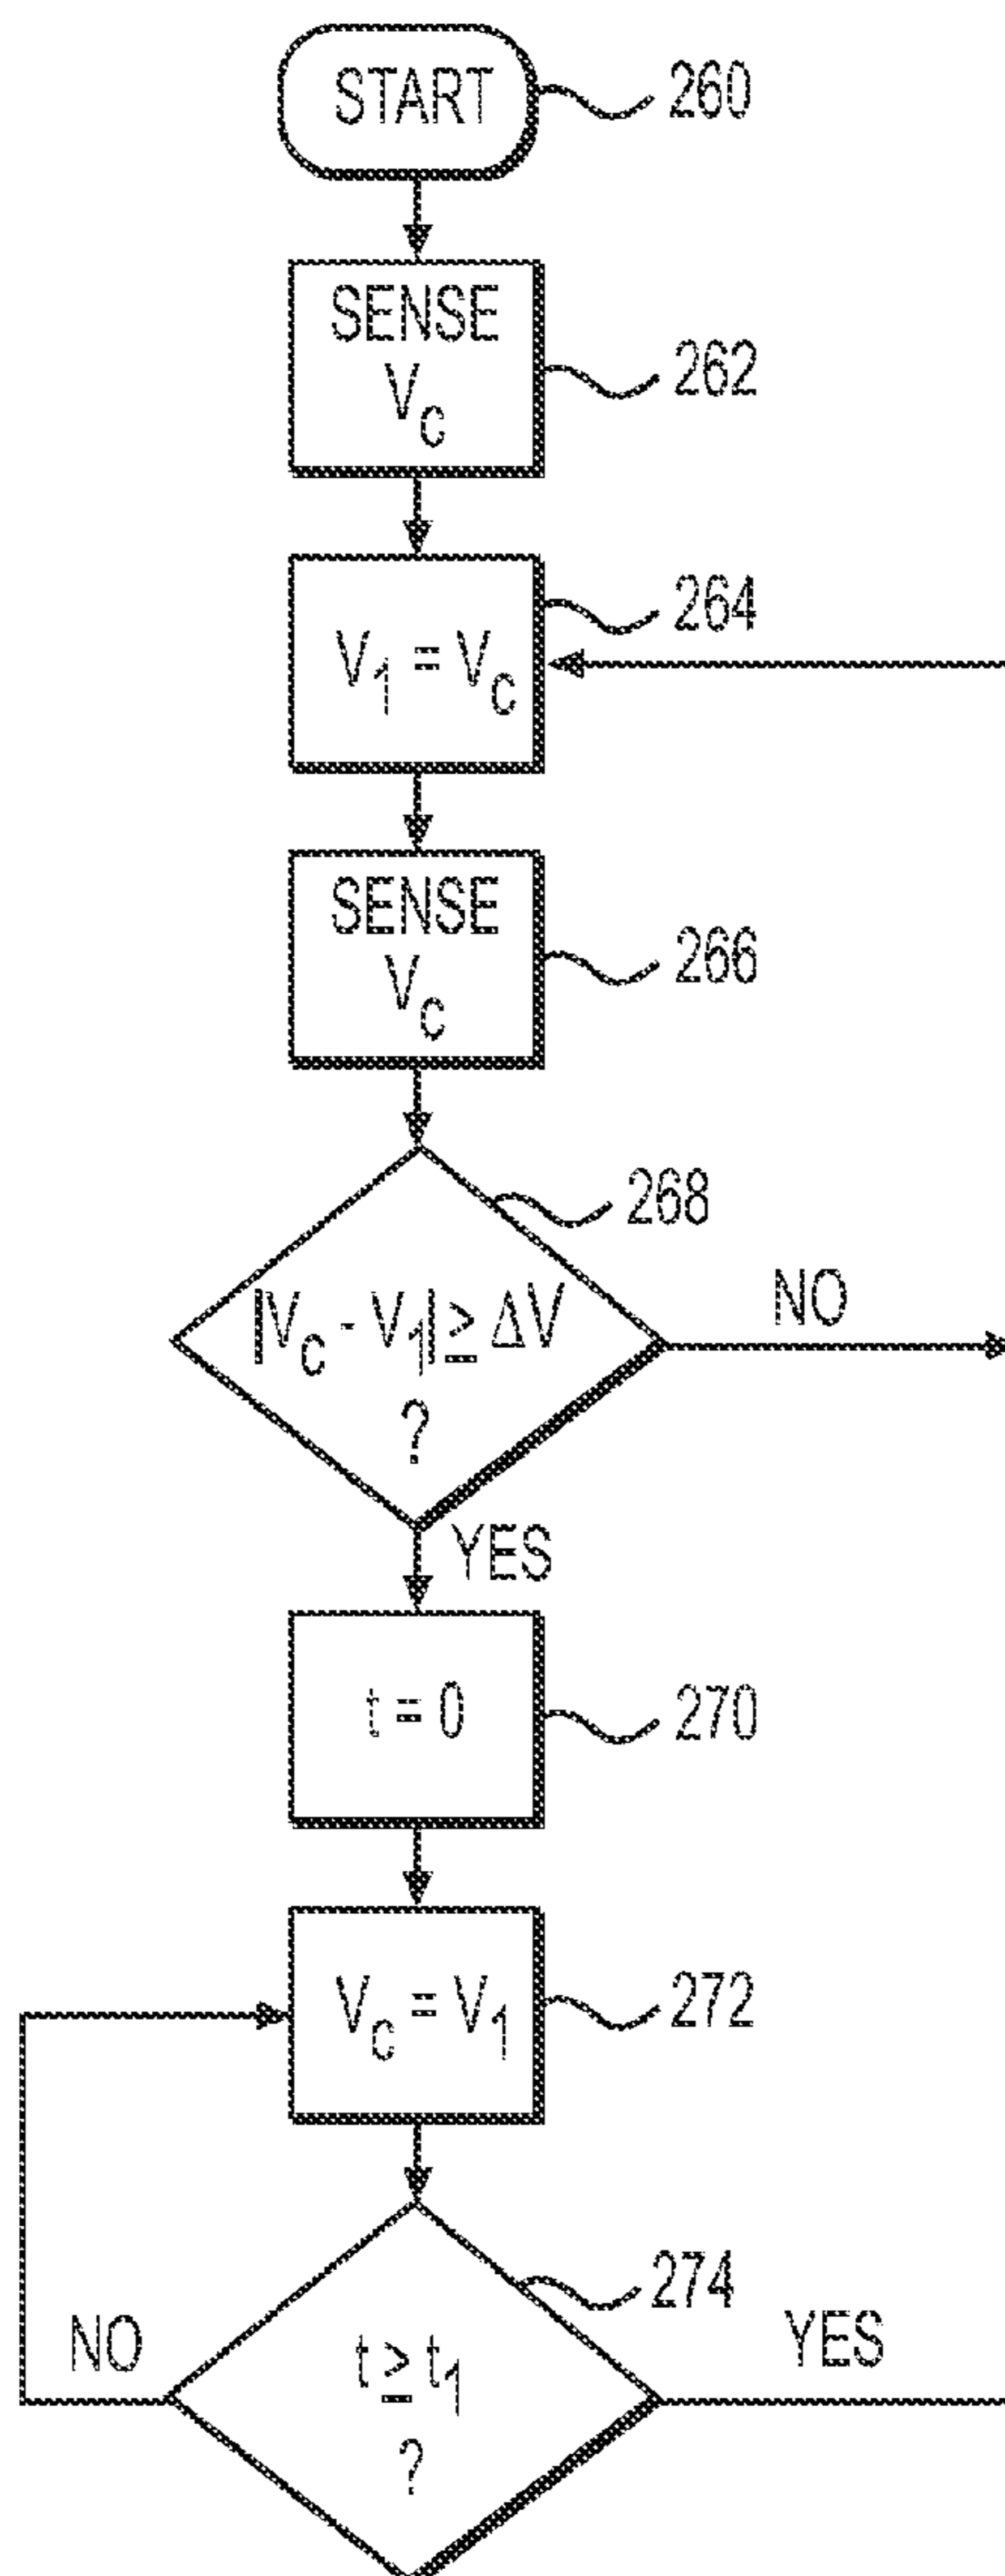 START
260
SENSE
V_c
262
V_1 = V_c
264
SENSE
V_c
266
268
|V_c - V_1| ≥ ΔV
?
NO
YES
t = 0
270
V_c = V_1
272
274
NO
t ≥ t_1
?
YES